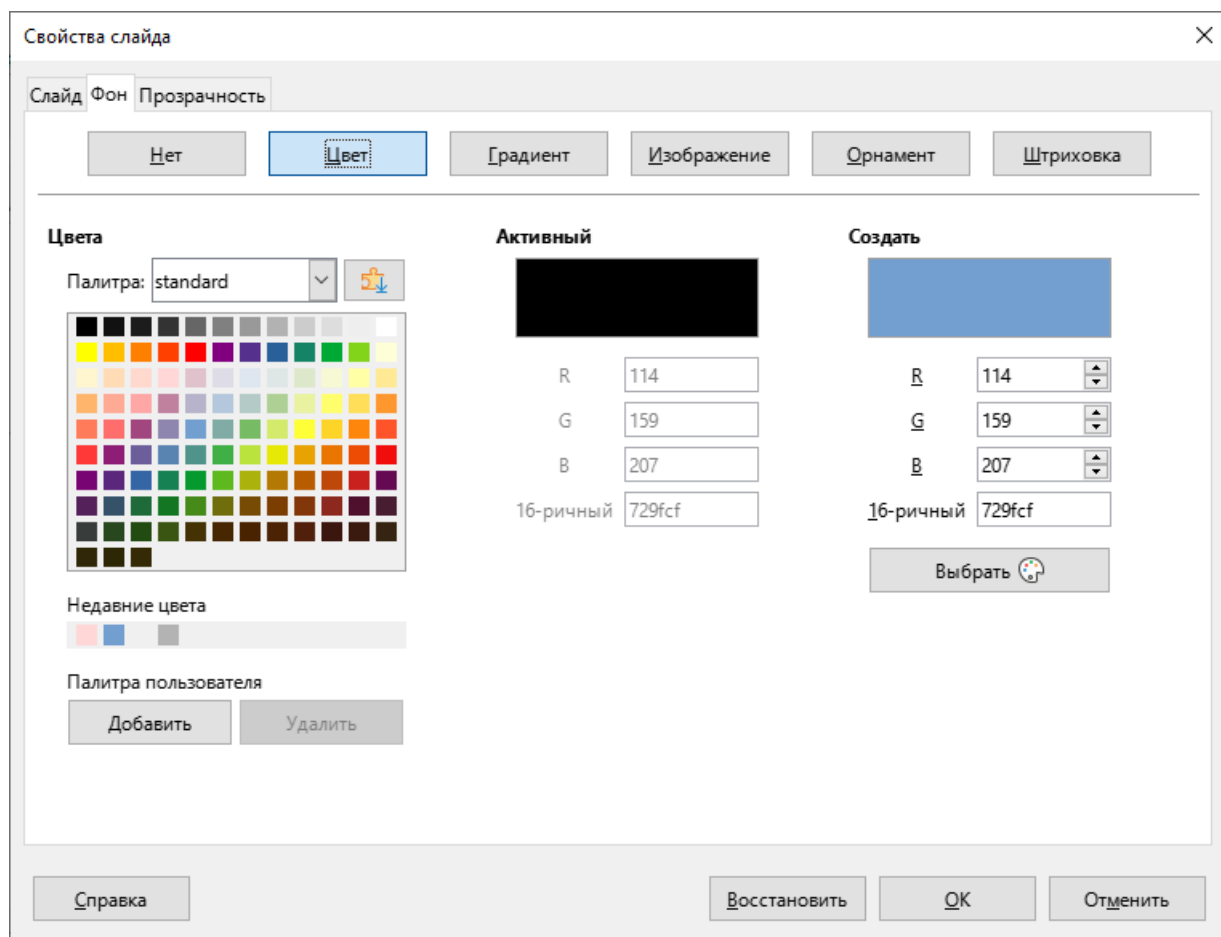 Свойства слайда
Слайд Фон Прозрачность
Нет Цвет Градиент Изображение Орнамент Штриховка
Цвета
Палитра: standard
Недавние цвета
Палитра пользователя
Добавить Удалить
Активный
R 114
G 159
B 207
16-ричный 729fcf
Создать
R 114
G 159
B 207
16-ричный 729fcf
Выбрать
Справка Восстановить ОК Отменить